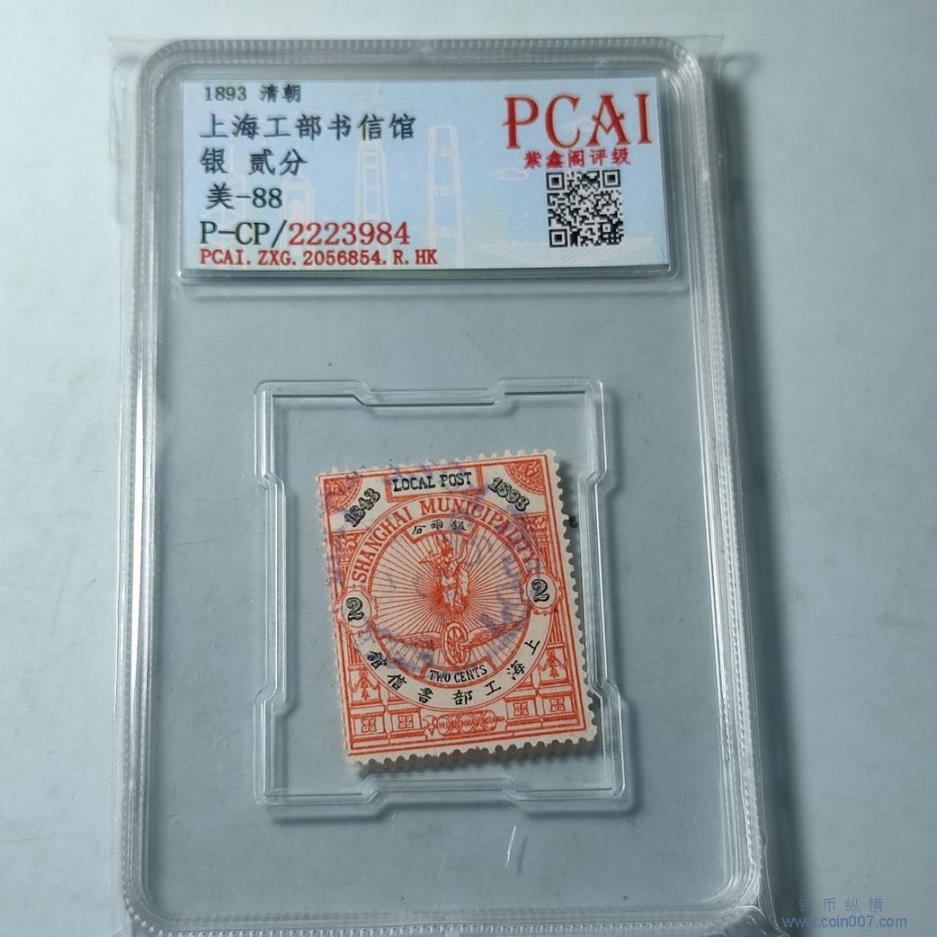 1893 清朝
上海工部书信馆
银 贰分
美-88
P-CP/2223984
PCAI.ZXG.2056854.R.HK
PCAI
紫鑫阁评级
LOCAL POST
1843
1893
SHANGHAI MUNICIPALITY
分兩銀
2
2
TWO CENTS
館信書部工海上
钱币纵横
www.coin007.com